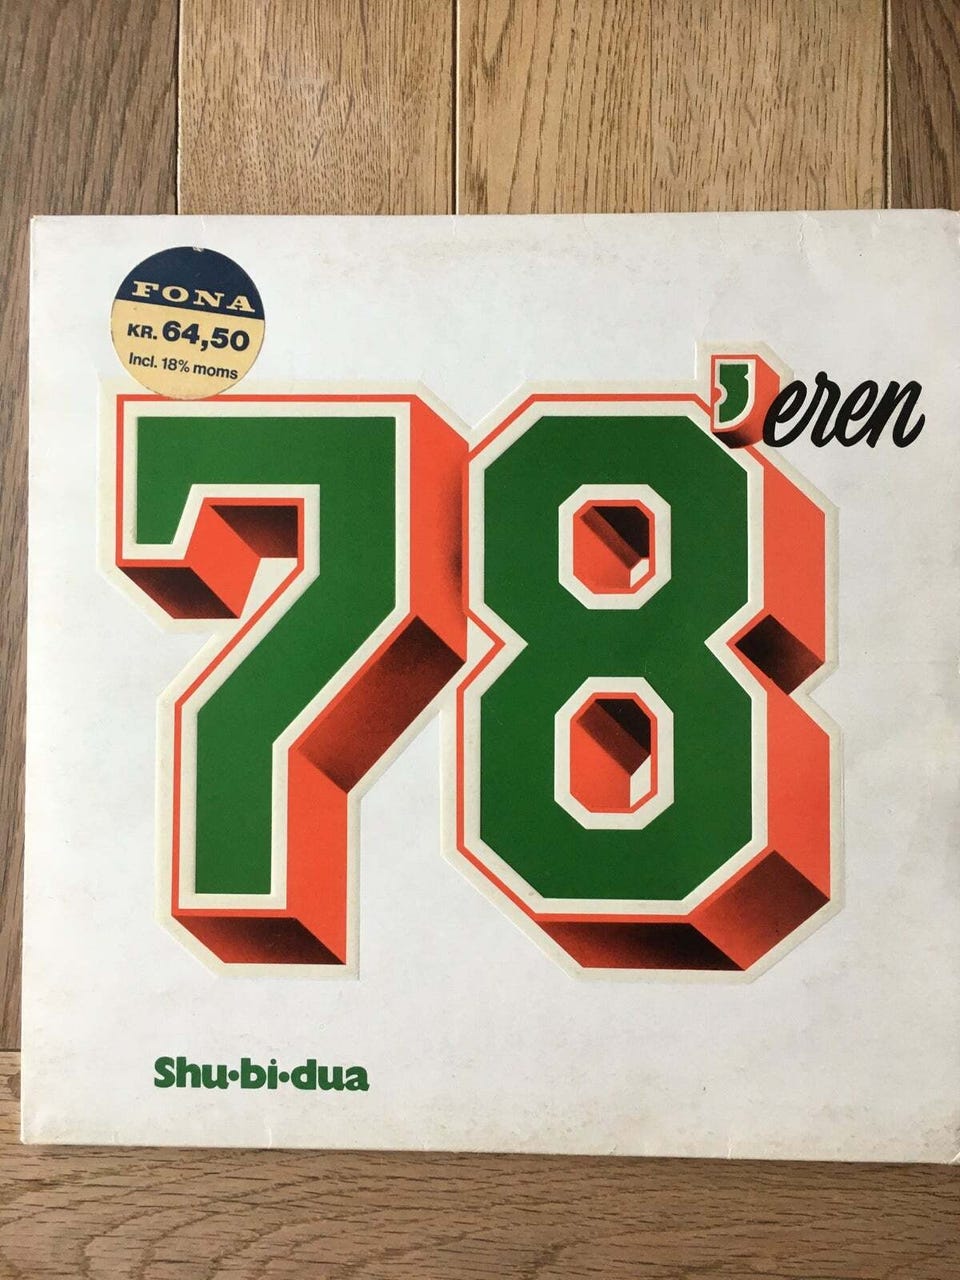 FONA
KR. 64,50
Incl. 18% moms
78'eren
Shu•bi•dua